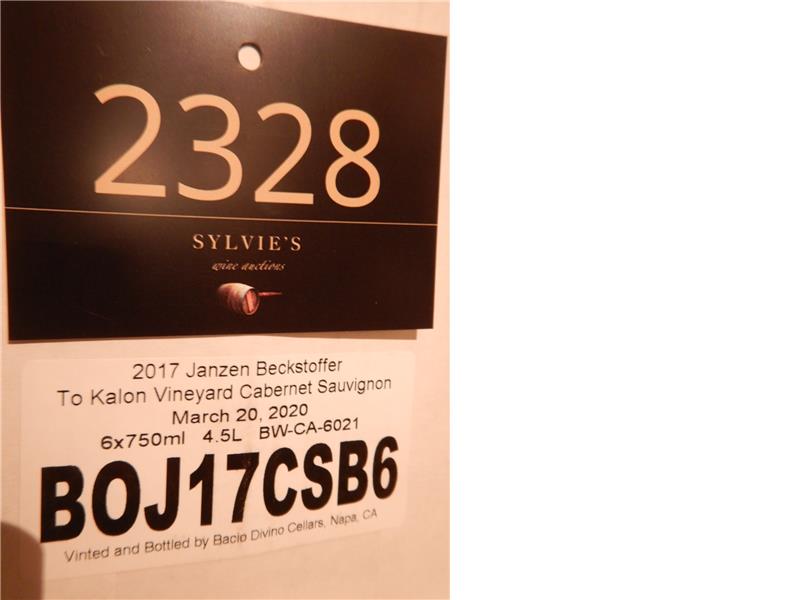 2328
SYLVIE'S
wine auctions
2017 Janzen Beckstoffer
To Kalon Vineyard Cabernet Sauvignon
March 20, 2020
6x750ml 4.5L BW-CA-6021
BOJ17CSB6
Vinted and Bottled by Bacio Divino Cellars, Napa, CA